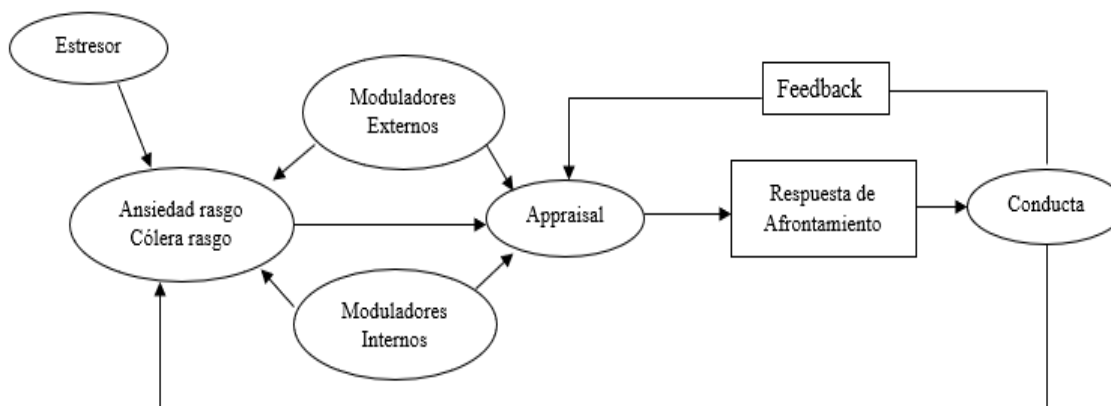 Estresor
Moduladores
Externos
Feedback
Ansiedad rasgo
Cólera rasgo
Appraisal
Respuesta de
Afrontamiento
Conducta
Moduladores
Internos